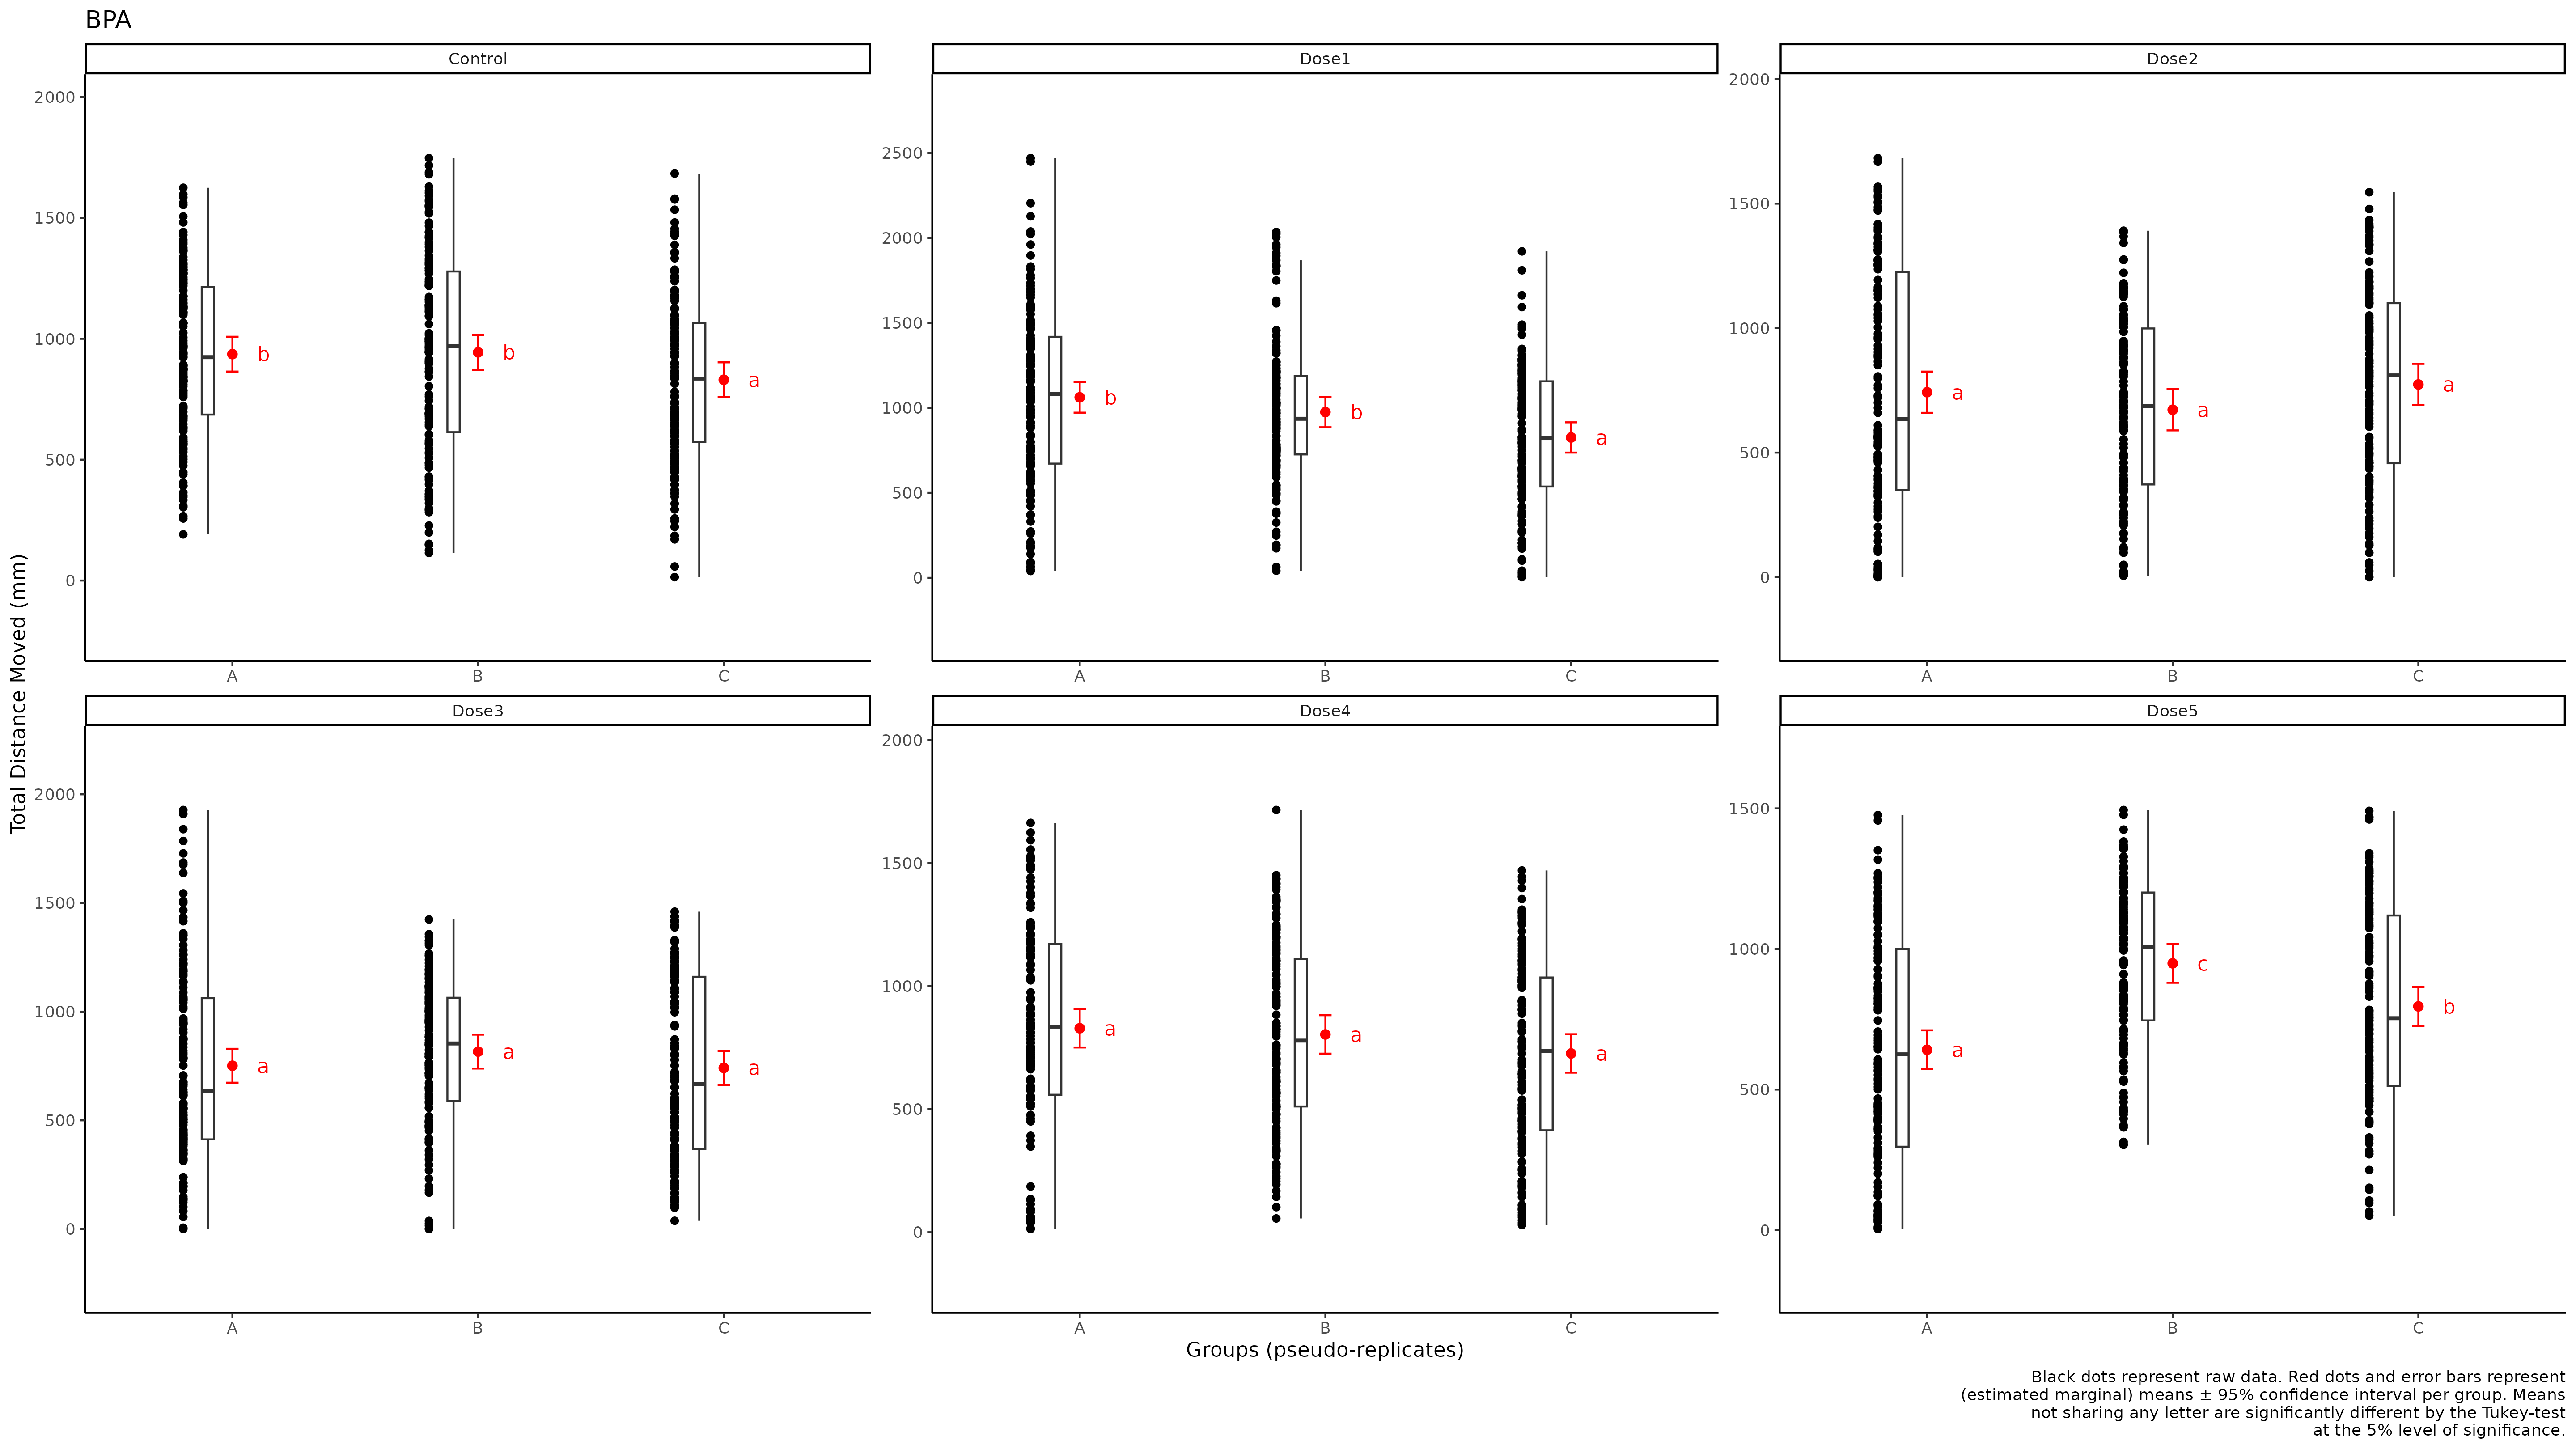 BPA
Control
Dose1
Dose2
2000
1500
1000
500
0
b
b
a
A
B
C
2500
2000
1500
1000
500
0
b
b
a
A
B
C
2000
1500
1000
500
0
a
a
a
A
B
C
Total Distance Moved (mm)
Dose3
Dose4
Dose5
2000
1500
1000
500
0
a
a
a
A
B
C
2000
1500
1000
500
0
a
a
a
A
B
C
1500
1000
500
0
a
c
b
A
B
C
Groups (pseudo-replicates)
Black dots represent raw data. Red dots and error bars represent
(estimated marginal) means ± 95% confidence interval per group. Means
not sharing any letter are significantly different by the Tukey-test
at the 5% level of significance.